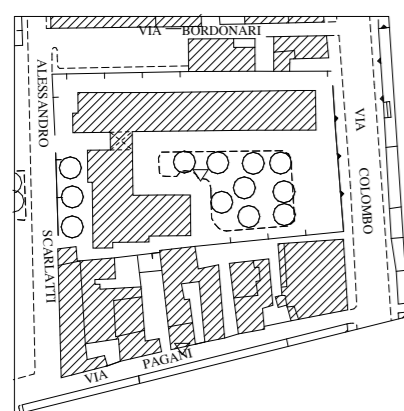 VIA BORDONARI
ALESSANDRO
SCARLATTI
VIA
COLOMBO
VIA
PAGANI